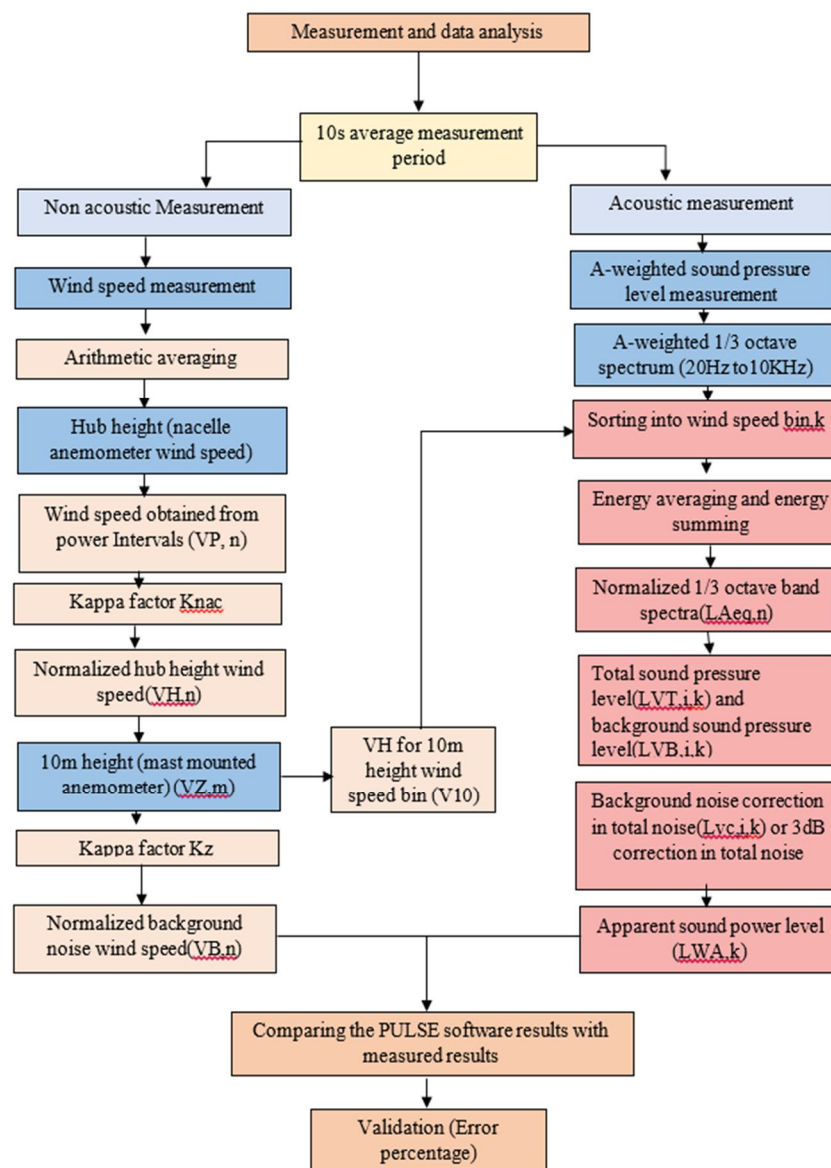 Measurement and data analysis
10s average measurement
period
Non acoustic Measurement
Wind speed measurement
Arithmetic averaging
Hub height (nacelle
anemometer wind speed)
Wind speed obtained from
power Intervals (VP, n)
Kappa factor Knac
Normalized hub height wind
speed(VH,n)
10m height (mast mounted
anemometer) (VZ,m)
Kappa factor Kz
Normalized background
noise wind speed(VB,n)
VH for 10m
height wind
speed bin (V10)
Acoustic measurement
A-weighted sound pressure
level measurement
A-weighted 1/3 octave
spectrum (20Hz to10KHz)
Sorting into wind speed bin,k
Energy averaging and energy
summing
Normalized 1/3 octave band
spectra(LAeq,n)
Total sound pressure
level(LVT,i,k) and
background sound pressure
level(LVB,i,k)
Background noise correction
in total noise(Lvc,i,k) or 3dB
correction in total noise
Apparent sound power level
(LWA,k)
Comparing the PULSE software results with
measured results
Validation (Error
percentage)